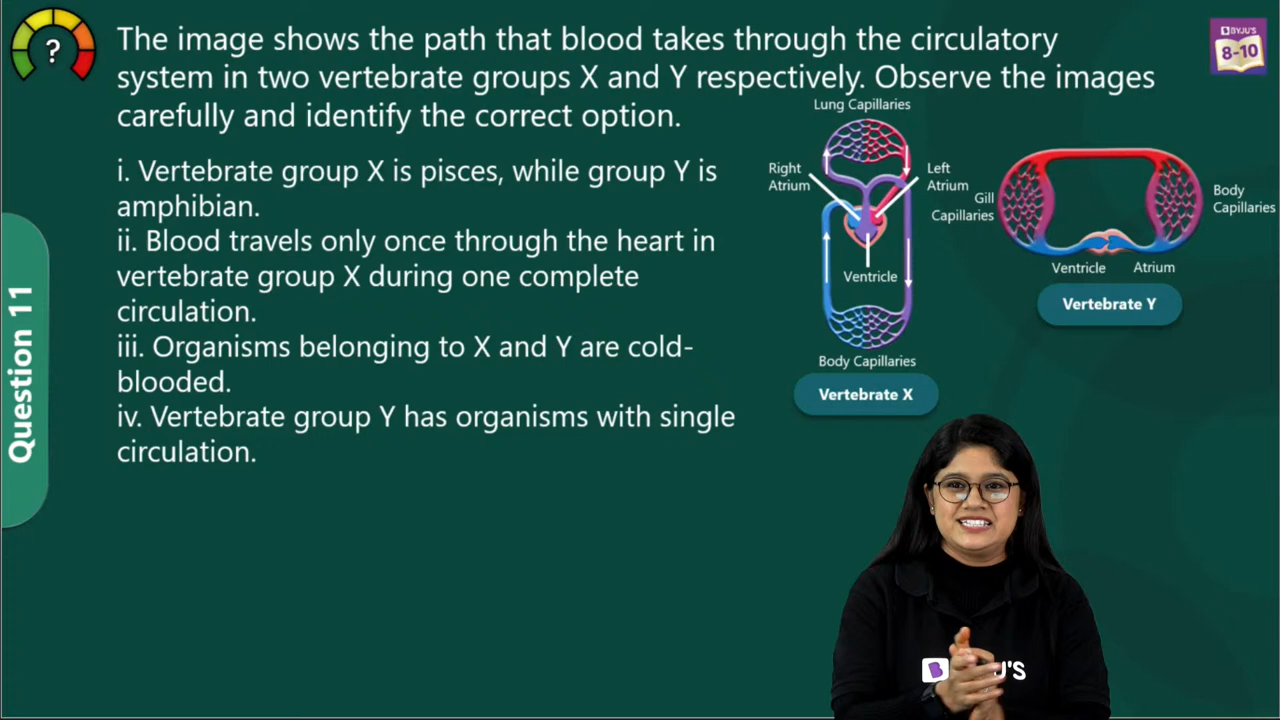 ?
The image shows the path that blood takes through the circulatory
system in two vertebrate groups X and Y respectively. Observe the images
carefully and identify the correct option.
BYJU'S
8-10
i. Vertebrate group X is pisces, while group Y is
amphibian.
ii. Blood travels only once through the heart in
vertebrate group X during one complete
circulation.
iii. Organisms belonging to X and Y are cold-
blooded.
iv. Vertebrate group Y has organisms with single
circulation.
Lung Capillaries
Right
Atrium
Left
Atrium
Ventricle
Body Capillaries
Vertebrate X
Gill
Capillaries
Body
Capillaries
Ventricle
Atrium
Vertebrate Y
Question 11
J'S